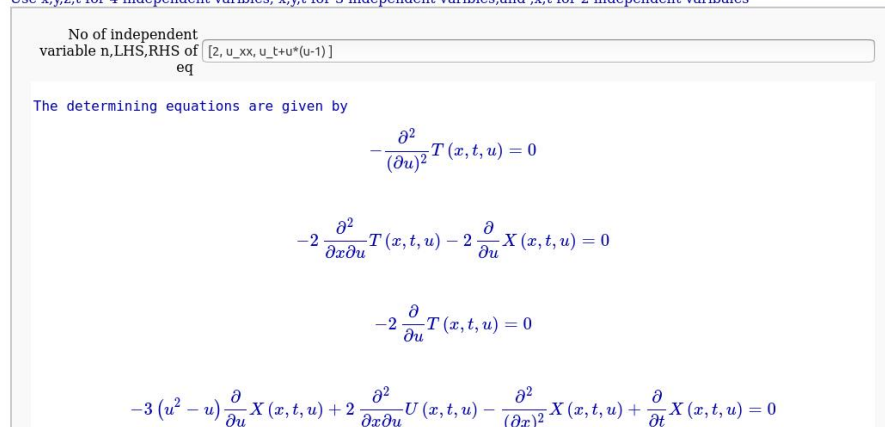 Use x,y,z,t for 4 independent varibles, x,y,t for 3 independent varibles,and ,x,t for 2 independent varibules
No of independent
variable n,LHS,RHS of
eq
[2, u_xx, u_t+u*(u-1) ]
The determining equations are given by
−∂²/(∂u)² T (x, t, u) = 0
−2 ∂²/∂x∂u T (x, t, u) − 2 ∂/∂u X (x, t, u) = 0
−2 ∂/∂u T (x, t, u) = 0
−3 (u² − u) ∂/∂u X (x, t, u) + 2 ∂²/∂x∂u U (x, t, u) − ∂²/(∂x)² X (x, t, u) + ∂/∂t X (x, t, u) = 0